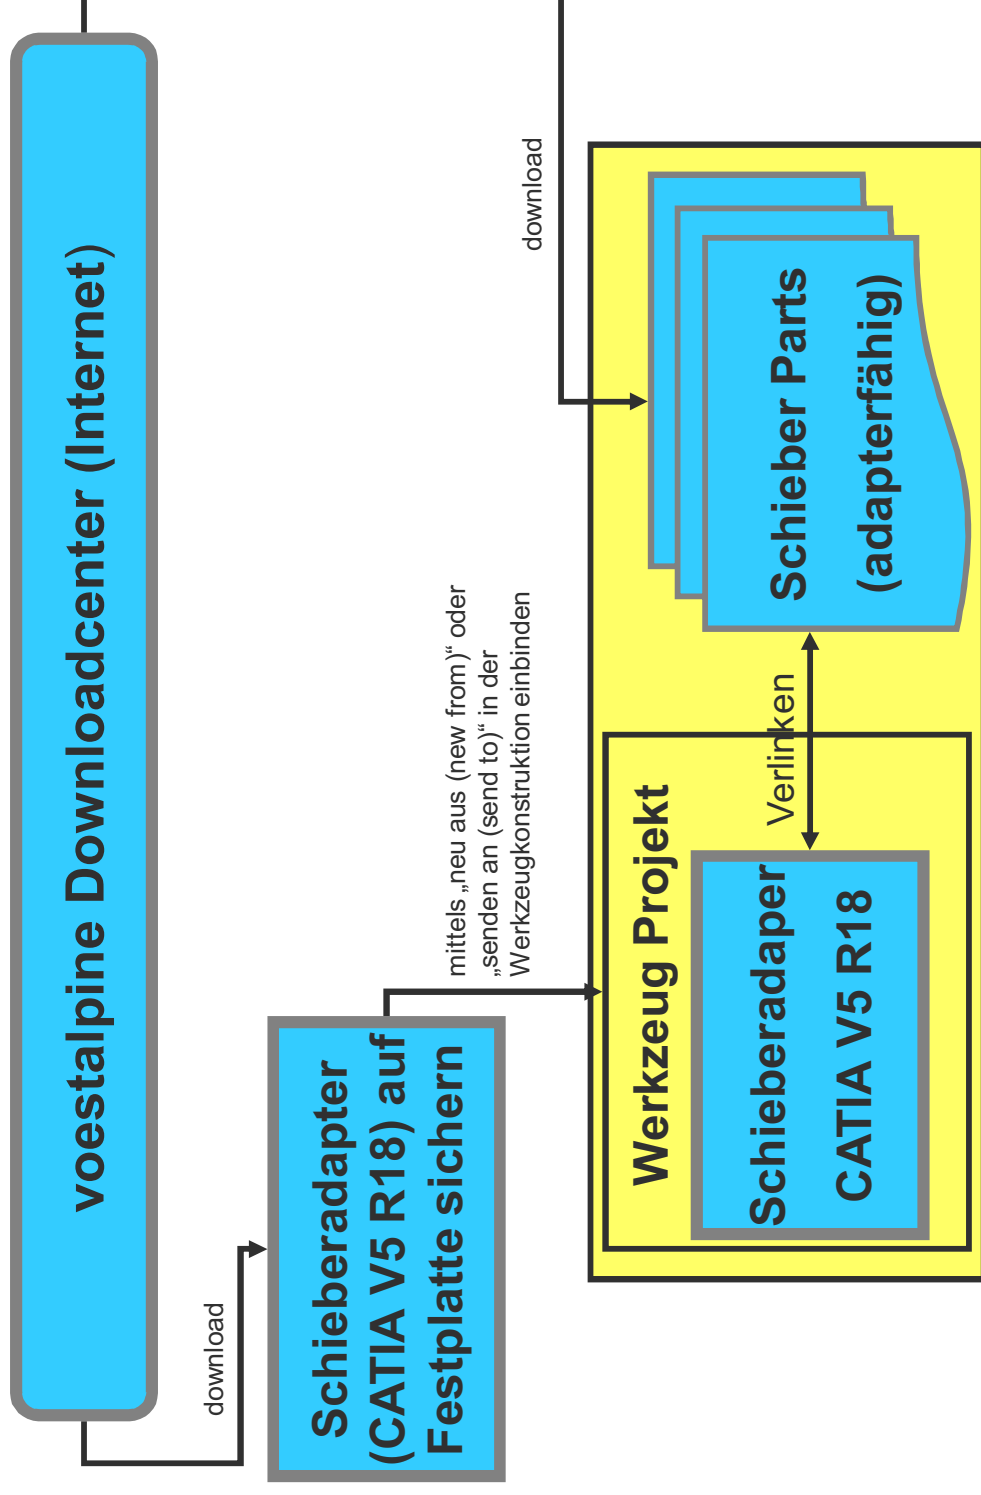 voestalpine Downloadcenter (Internet)
download
download
Schieberadapter
(CATIA V5 R18) auf
Festplatte sichern
mittels „neu aus (new from)“ oder
„senden an (send to)“ in der
Werkzeugkonstruktion einbinden
Werkzeug Projekt
Schieberadaper
CATIA V5 R18
Verlinken
Schieber Parts
(adapterfähig)